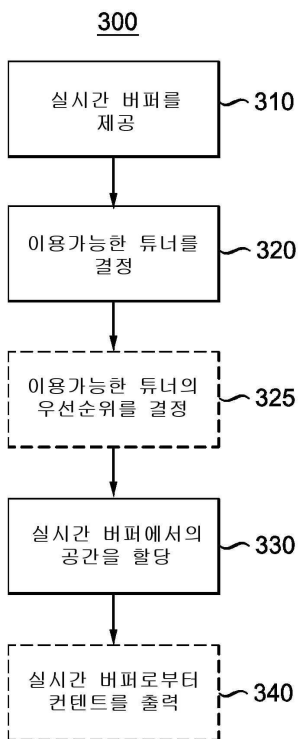 300
실시간 버퍼를
제공
310
이용가능한 튜너를
결정
320
이용가능한 튜너의
우선순위를 결정
325
실시간 버퍼에서의
공간을 할당
330
실시간 버퍼로부터
컨텐트를 출력
340